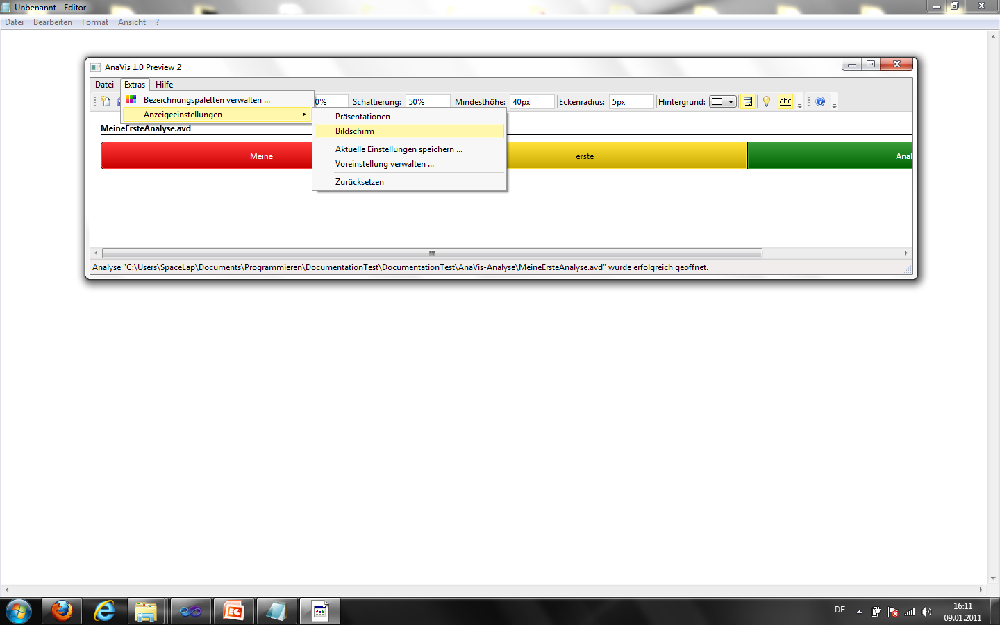 Unbenannt - Editor
Datei Bearbeiten Format Ansicht ?
AnaVis 1.0 Preview 2
Datei Extras Hilfe
Bezeichnungspaletten verwalten ...
0% Schattierung: 50% Mindesthöhe: 40px Eckenradius: 5px Hintergrund: abc
Anzeigeeinstellungen
Präsentationen
Bildschirm
Aktuelle Einstellungen speichern ...
Voreinstellung verwalten ...
Zurücksetzen
MeineErsteAnalyse.avd
Meine erste Anal
Analyse "C:\Users\SpaceLap\Documents\Programmieren\DocumentationTest\DocumentationTest\AnaVis-Analyse\MeineErsteAnalyse.avd" wurde erfolgreich geöffnet.
DE 16:11
09.01.2011